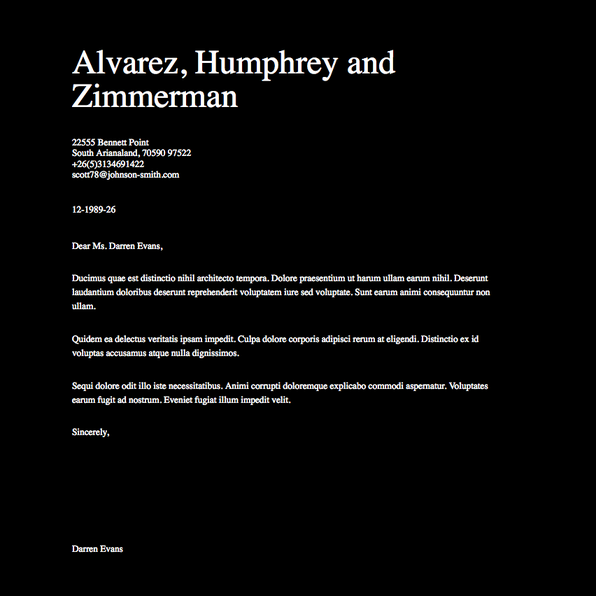 Alvarez, Humphrey and
Zimmerman
22555 Bennett Point
South Arianaland, 70590 97522
+26(5)3134691422
scott78@johnson-smith.com
12-1989-26
Dear Ms. Darren Evans,
Ducimus quae est distinctio nihil architecto tempora. Dolore praesentium ut harum ullam earum nihil. Deserunt
laudantium doloribus deserunt reprehenderit voluptatem iure sed voluptate. Sunt earum animi consequuntur non
ullam.
Quidem ea delectus veritatis ipsam impedit. Culpa dolore corporis adipisci rerum at eligendi. Distinctio ex id
voluptas accusamus atque nulla dignissimos.
Sequi dolore odit illo iste necessitatibus. Animi corrupti doloremque explicabo commodi aspernatur. Voluptates
earum fugit ad nostrum. Eveniet fugiat illum impedit velit.
Sincerely,
Darren Evans